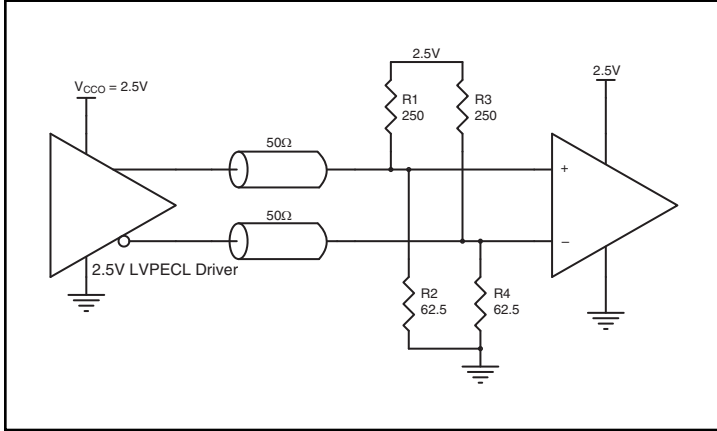 2.5V
V_CCO = 2.5V
2.5V
R1
250
R3
250
50Ω
+
50Ω
–
2.5V LVPECL Driver
R2
62.5
R4
62.5